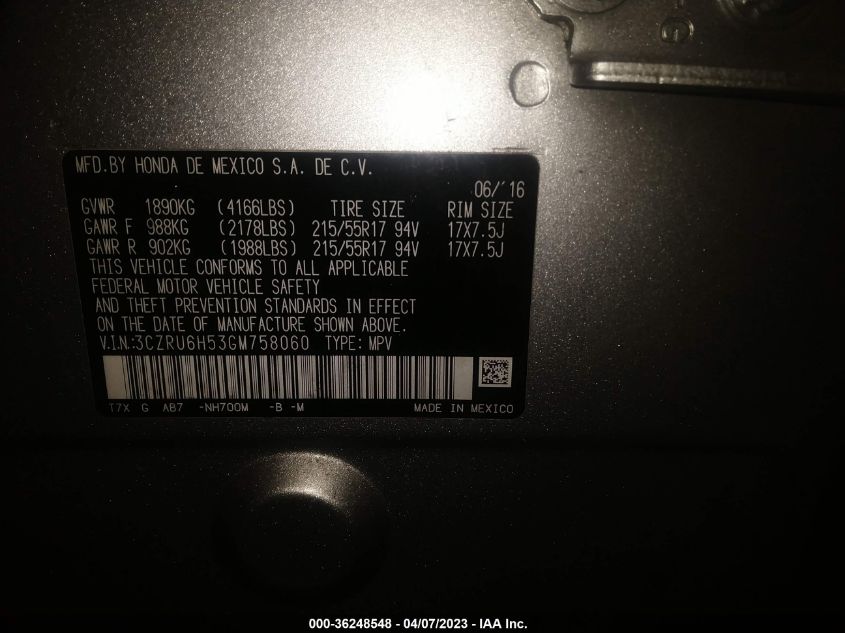 MFD.BY HONDA DE MEXICO S.A. DE C.V.
06/'16
GVWR 1890KG (4166LBS) TIRE SIZE RIM SIZE
GAWR F 988KG (2178LBS) 215/55R17 94V 17X7.5J
GAWR R 902KG (1988LBS) 215/55R17 94V 17X7.5J
THIS VEHICLE CONFORMS TO ALL APPLICABLE
FEDERAL MOTOR VEHICLE SAFETY
AND THEFT PREVENTION STANDARDS IN EFFECT
ON THE DATE OF MANUFACTURE SHOWN ABOVE.
V.I.N.:3CZRU6H53GM758060 TYPE: MPV
T7X G AB7 -NH700M -B -M MADE IN MEXICO
000-36248548 - 04/07/2023 - IAA Inc.